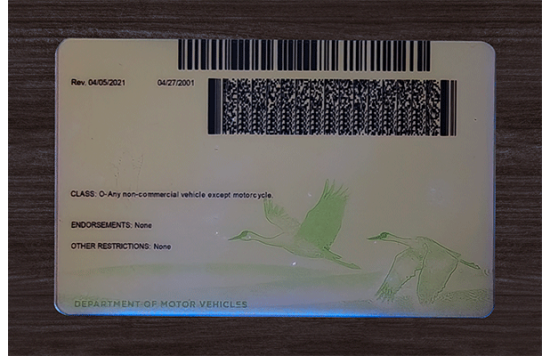 Rev. 04/05/2021 04/27/2001
CLASS: O-Any non-commercial vehicle except motorcycle.
ENDORSEMENTS: None
OTHER RESTRICTIONS: None
DEPARTMENT OF MOTOR VEHICLES